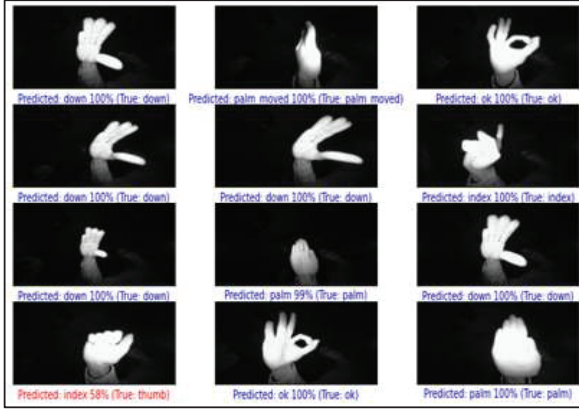 Predicted: down 100% (True: down)
Predicted: palm moved 100% (True: palm moved)
Predicted: ok 100% (True: ok)
Predicted: down 100% (True: down)
Predicted: down 100% (True: down)
Predicted: index 100% (True: index)
Predicted: down 100% (True: down)
Predicted: palm 99% (True: palm)
Predicted: down 100% (True: down)
Predicted: index 58% (True: thumb)
Predicted: ok 100% (True: ok)
Predicted: palm 100% (True: palm)